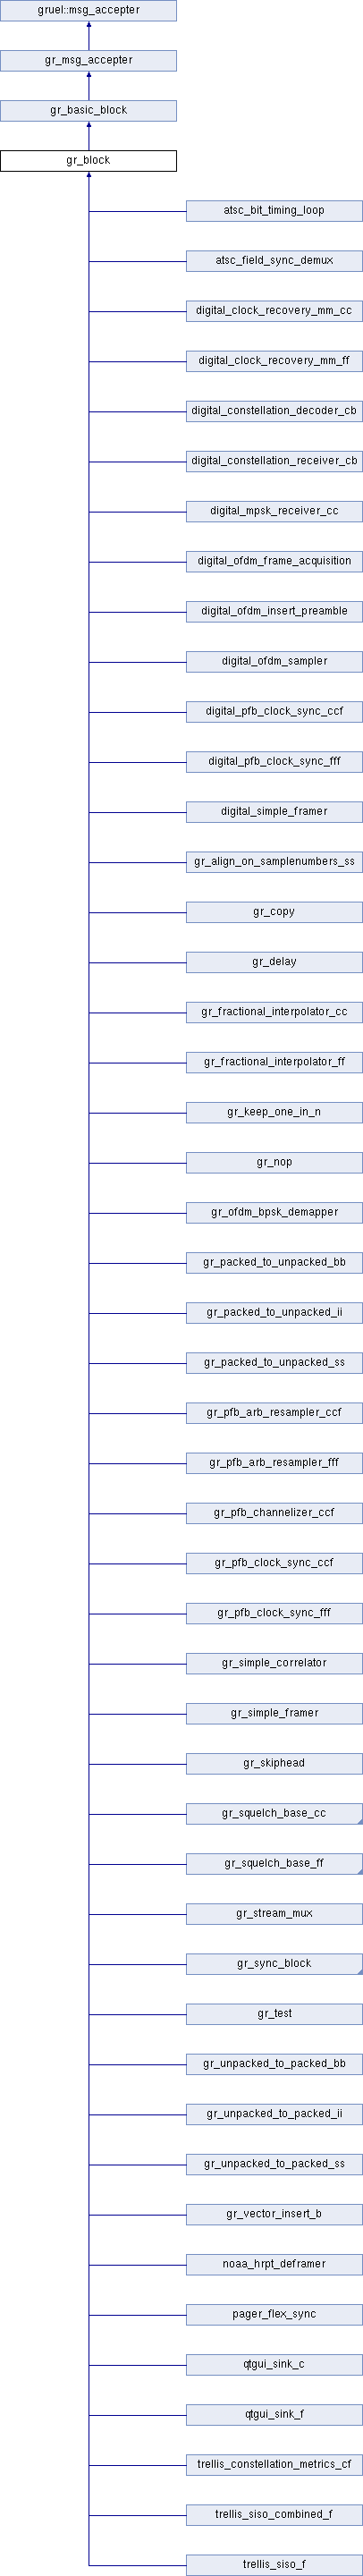 gruel::msg_accepter
gr_msg_accepter
gr_basic_block
gr_block
atsc_bit_timing_loop
atsc_field_sync_demux
digital_clock_recovery_mm_cc
digital_clock_recovery_mm_ff
digital_constellation_decoder_cb
digital_constellation_receiver_cb
digital_mpsk_receiver_cc
digital_ofdm_frame_acquisition
digital_ofdm_insert_preamble
digital_ofdm_sampler
digital_pfb_clock_sync_ccf
digital_pfb_clock_sync_fff
digital_simple_framer
gr_align_on_samplenumbers_ss
gr_copy
gr_delay
gr_fractional_interpolator_cc
gr_fractional_interpolator_ff
gr_keep_one_in_n
gr_nop
gr_ofdm_bpsk_demapper
gr_packed_to_unpacked_bb
gr_packed_to_unpacked_ii
gr_packed_to_unpacked_ss
gr_pfb_arb_resampler_ccf
gr_pfb_arb_resampler_fff
gr_pfb_channelizer_ccf
gr_pfb_clock_sync_ccf
gr_pfb_clock_sync_fff
gr_simple_correlator
gr_simple_framer
gr_skiphead
gr_squelch_base_cc
gr_squelch_base_ff
gr_stream_mux
gr_sync_block
gr_test
gr_unpacked_to_packed_bb
gr_unpacked_to_packed_ii
gr_unpacked_to_packed_ss
gr_vector_insert_b
noaa_hrpt_deframer
pager_flex_sync
qtgui_sink_c
qtgui_sink_f
trellis_constellation_metrics_cf
trellis_siso_combined_f
trellis_siso_f